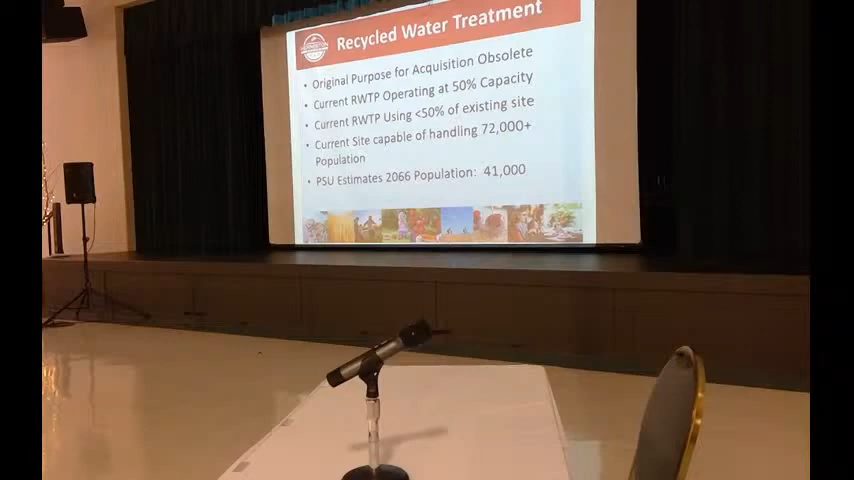 Recycled Water Treatment
HERMISTON
• Original Purpose for Acquisition Obsolete
• Current RWTP Operating at 50% Capacity
• Current RWTP Using <50% of existing site
• Current Site capable of handling 72,000+
Population
• PSU Estimates 2066 Population: 41,000